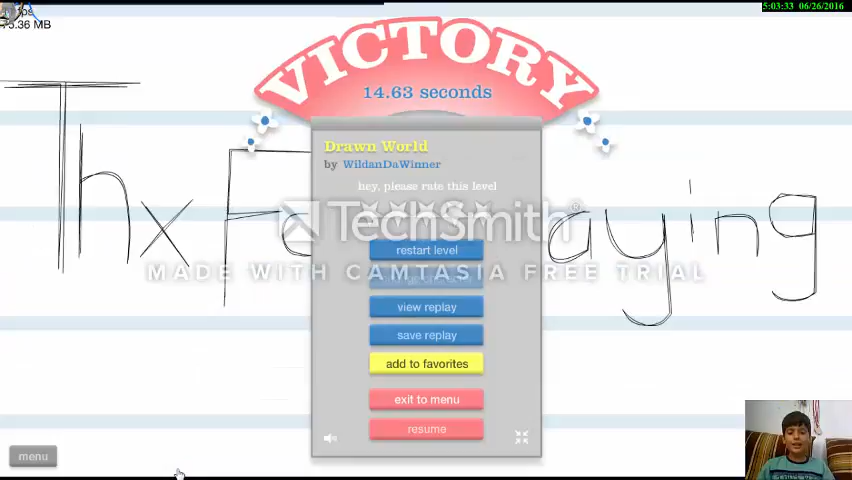 5:03:33 06/26/2016
5.36 MB
VICTORY
14.63 seconds
Drawn World
by WildanDaWinner
hey, please rate this level
Thx
aying
TechSmith®
restart level
MADE WITH CAMTASIA FREE TRIAL
view replay
save replay
add to favorites
exit to menu
resume
menu